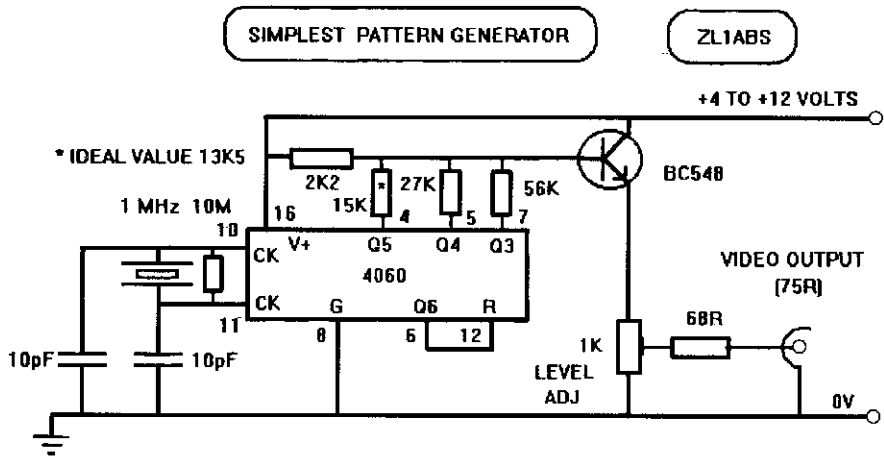 SIMPLEST PATTERN GENERATOR
ZL1ABS
+4 TO +12 VOLTS
* IDEAL VALUE 13K5
2K2
*
15K
27K
56K
BC548
1 MHz 10M
16
4
5
7
10
CK
V+
Q5
Q4
Q3
4060
VIDEO OUTPUT
(75R)
CK
G
Q6
R
11
8
6
12
68R
10pF
10pF
1K
LEVEL
ADJ
0V